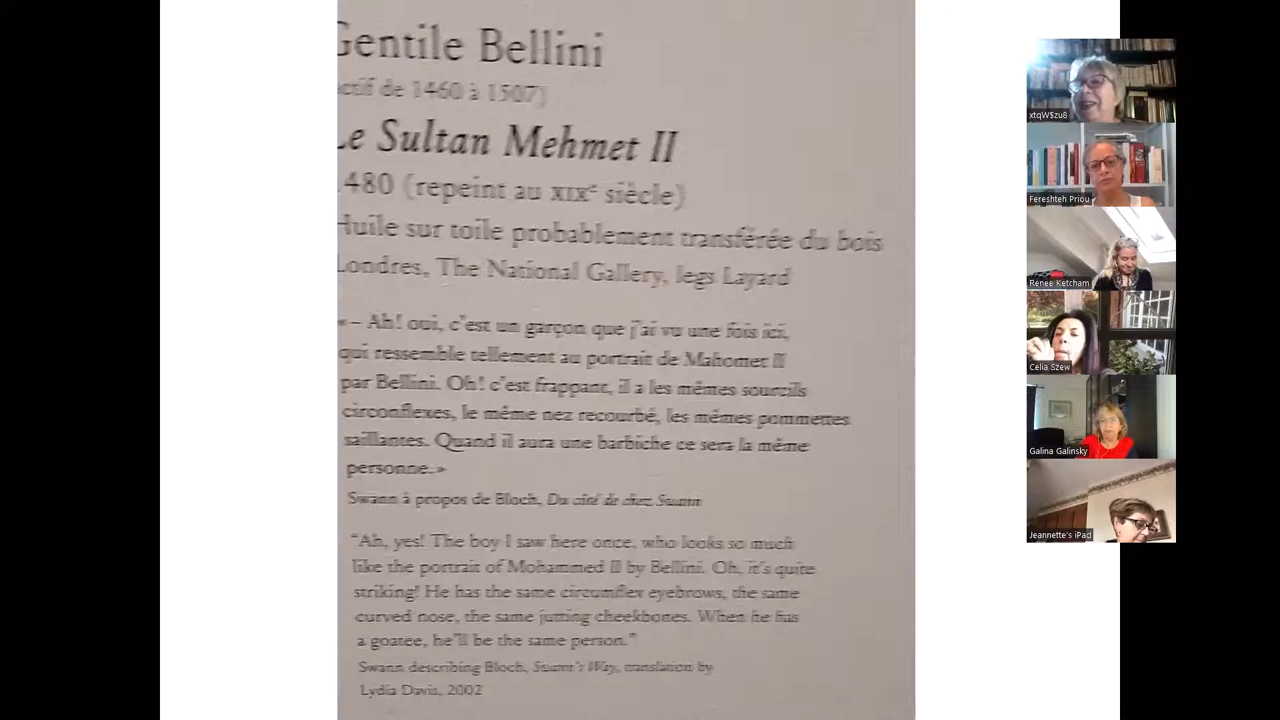 Gentile Bellini
actif de 1460 à 1507)
Le Sultan Mehmet II
1480 (repeint au XIXe siècle)
Huile sur toile probablement transférée du bois
Londres, The National Gallery, legs Layard
«– Ah! oui, c'est un garçon que j'ai vu une fois ici,
qui ressemble tellement au portrait de Mahomet II
par Bellini. Oh! c'est frappant, il a les mêmes sourcils
circonflexes, le même nez recourbé, les mêmes pommettes
saillantes. Quand il aura une barbiche ce sera la même
personne.»
Swann à propos de Bloch, Du côté de chez Swann
“Ah, yes! The boy I saw here once, who looks so much
like the portrait of Mohammed II by Bellini. Oh, it's quite
striking! He has the same circumflex eyebrows, the same
curved nose, the same jutting cheekbones. When he has
a goatee, he'll be the same person.”
Swann describing Bloch, Swann's Way, translation by
Lydia Davis, 2002
xtqW$zu8
Fereshteh Priou
Renee Ketcham
Celia Szew
Galina Galinsky
Jeannette's iPad